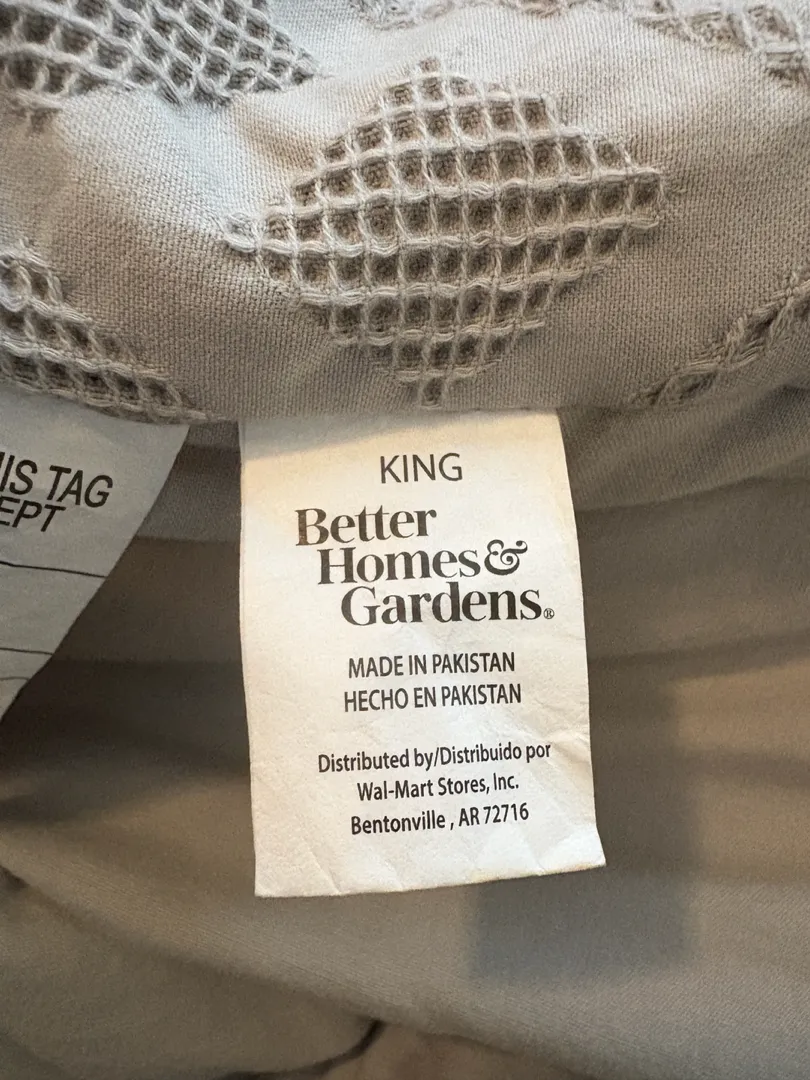 IS TAG
EPT
KING
Better
Homes&
Gardens®
MADE IN PAKISTAN
HECHO EN PAKISTAN
Distributed by/Distribuido por
Wal-Mart Stores, Inc.
Bentonville , AR 72716